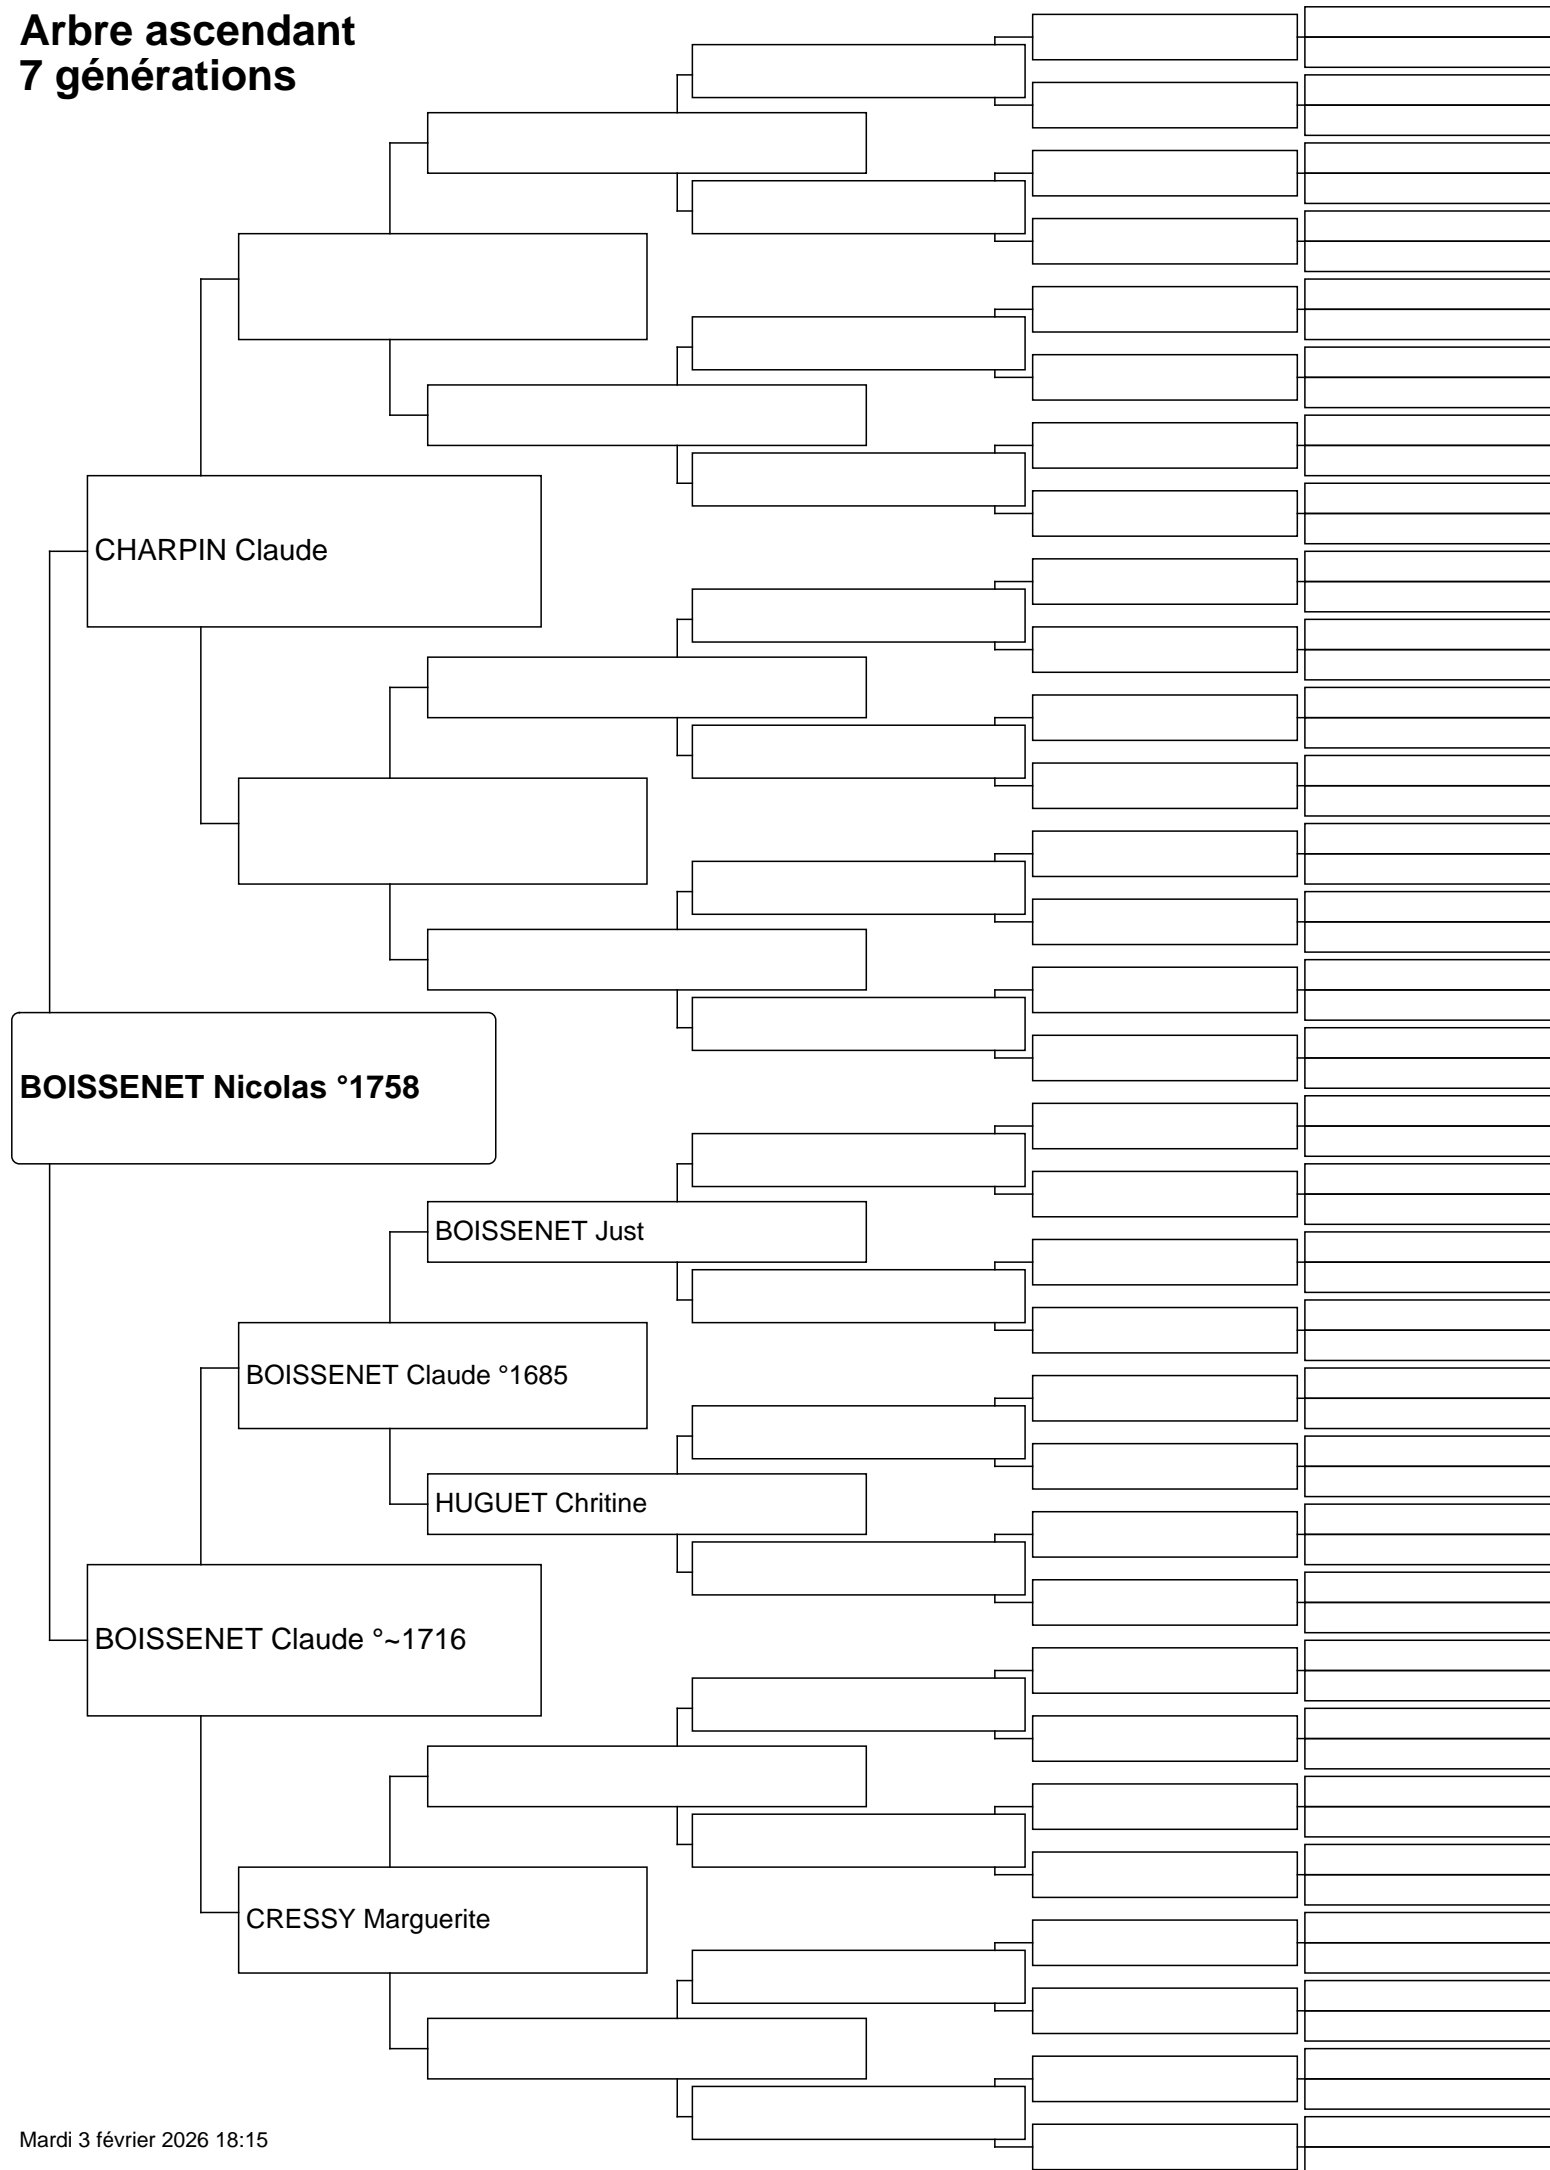 Arbre ascendant
7 générations
CHARPIN Claude
BOISSENET Nicolas °1758
BOISSENET Just
BOISSENET Claude °1685
HUGUET Chritine
BOISSENET Claude °~1716
CRESSY Marguerite
Mardi 3 février 2026 18:15